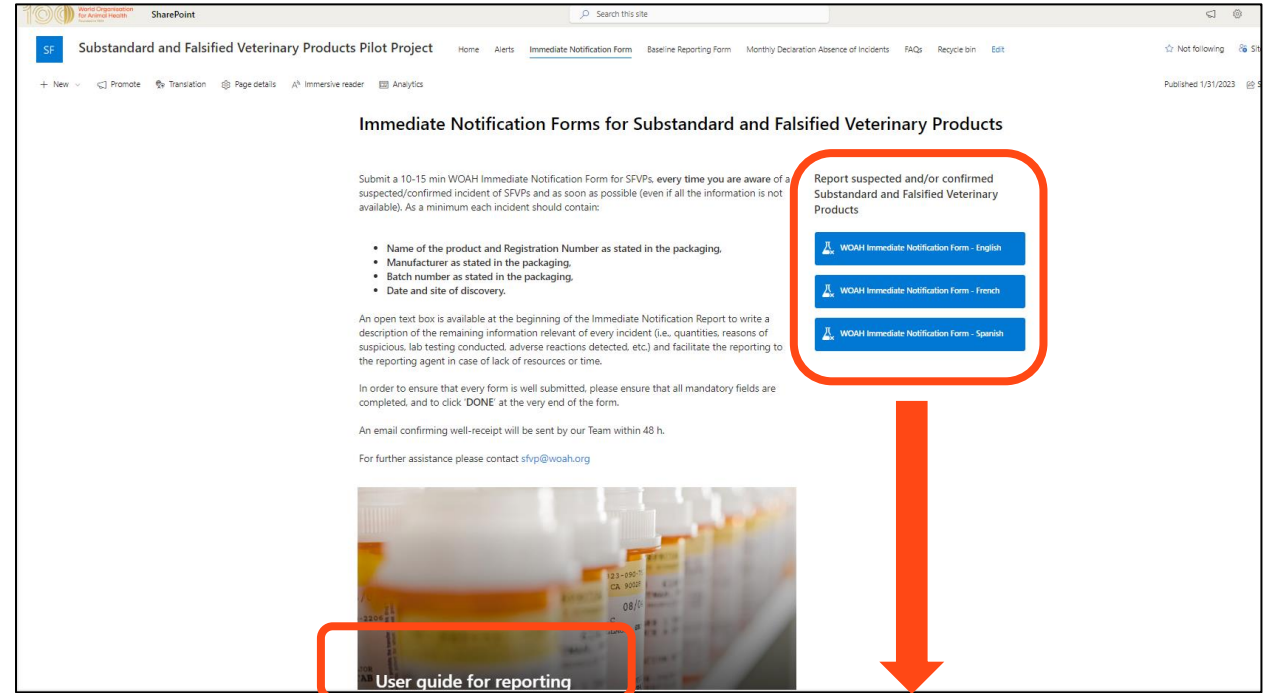 100
World Organisation
for Animal Health
SharePoint
Search this site
SF
Substandard and Falsified Veterinary Products Pilot Project
Home Alerts Immediate Notification Form Baseline Reporting Form Monthly Declaration Absence of Incidents FAQs Recycle bin Edit
Not following
Sit
+ New Promote Translation Page details Immersive reader Analytics
Published 1/31/2023
Immediate Notification Forms for Substandard and Falsified Veterinary Products
Submit a 10-15 min WOAH Immediate Notification Form for SFVPs, every time you are aware of a
suspected/confirmed incident of SFVPs and as soon as possible (even if all the information is not
available). As a minimum each incident should contain:
• Name of the product and Registration Number as stated in the packaging,
• Manufacturer as stated in the packaging,
• Batch number as stated in the packaging,
• Date and site of discovery.
An open text box is available at the beginning of the Immediate Notification Report to write a
description of the remaining information relevant of every incident (i.e., quantities, reasons of
suspicious, lab testing conducted, adverse reactions detected, etc.) and facilitate the reporting to
the reporting agent in case of lack of resources or time.
In order to ensure that every form is well submitted, please ensure that all mandatory fields are
completed, and to click 'DONE' at the very end of the form.
An email confirming well-receipt will be sent by our Team within 48 h.
For further assistance please contact sfvp@woah.org
Report suspected and/or confirmed
Substandard and Falsified Veterinary
Products
WOAH Immediate Notification Form - English
WOAH Immediate Notification Form - French
WOAH Immediate Notification Form - Spanish
CA
08/0
User guide for reporting